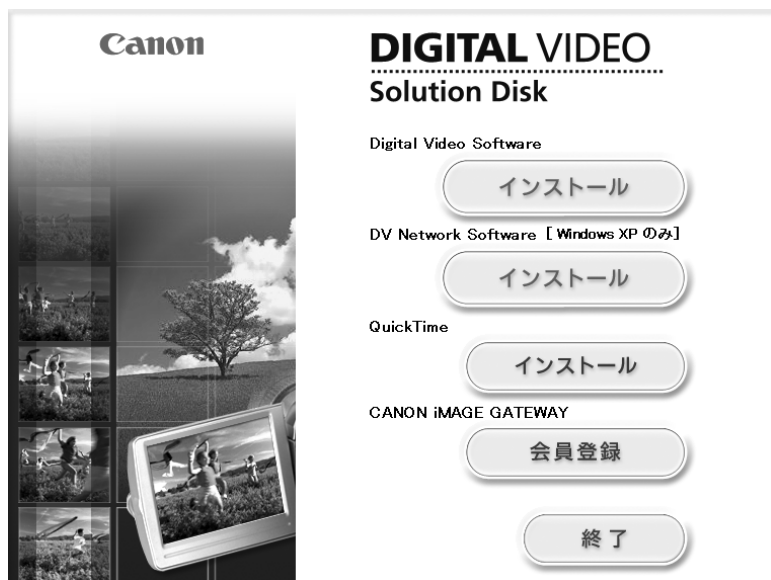 Canon
DIGITAL VIDEO
Solution Disk
Digital Video Software
インストール
DV Network Software [ Windows XP のみ]
インストール
QuickTime
インストール
CANON iMAGE GATEWAY
会員登録
終了